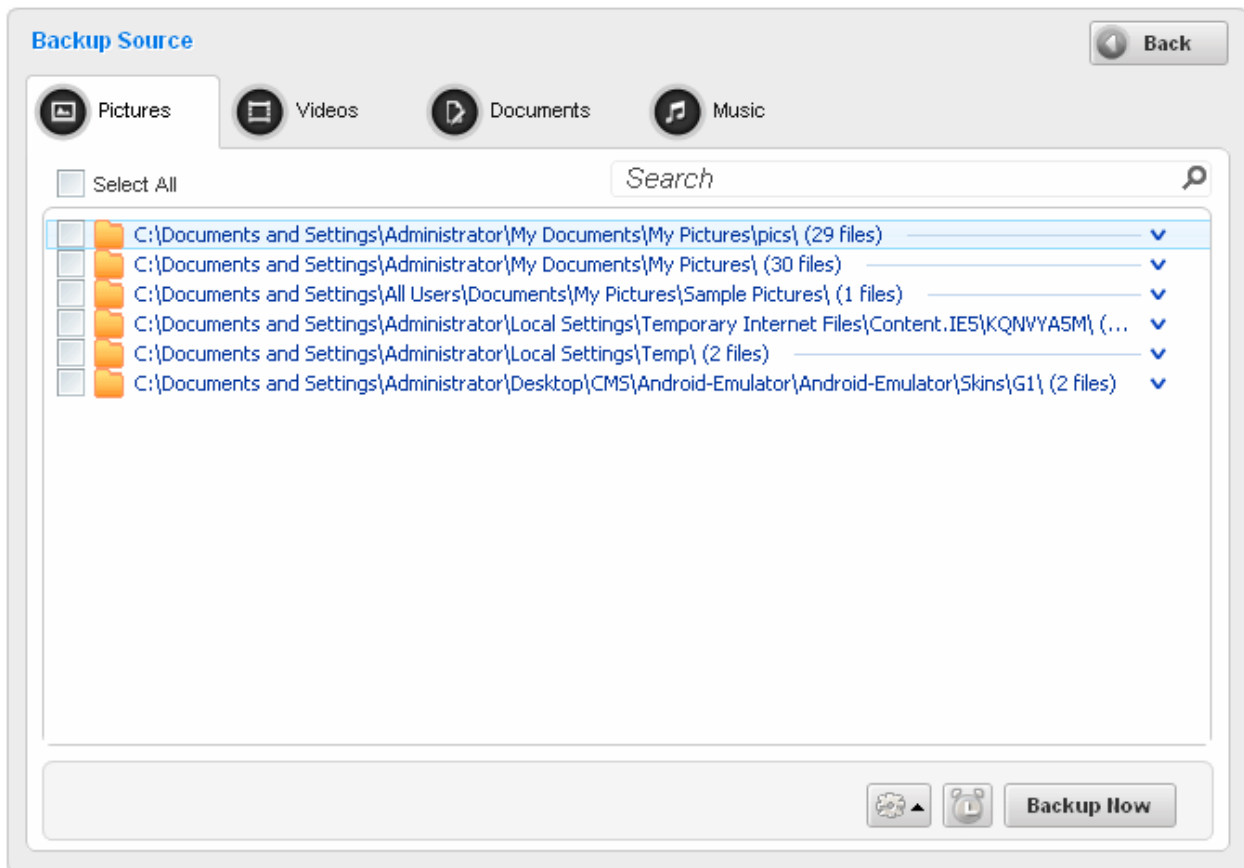 Backup Source
Back
Pictures
Videos
Documents
Music
Select All
Search
C:\Documents and Settings\Administrator\My Documents\My Pictures\pics\ (29 files)
C:\Documents and Settings\Administrator\My Documents\My Pictures\ (30 files)
C:\Documents and Settings\All Users\Documents\My Pictures\Sample Pictures\ (1 files)
C:\Documents and Settings\Administrator\Local Settings\Temporary Internet Files\Content.IE5\KQNVYA5M\ (...
C:\Documents and Settings\Administrator\Local Settings\Temp\ (2 files)
C:\Documents and Settings\Administrator\Desktop\CMS\Android-Emulator\Android-Emulator\Skins\G1\ (2 files)
Backup Now